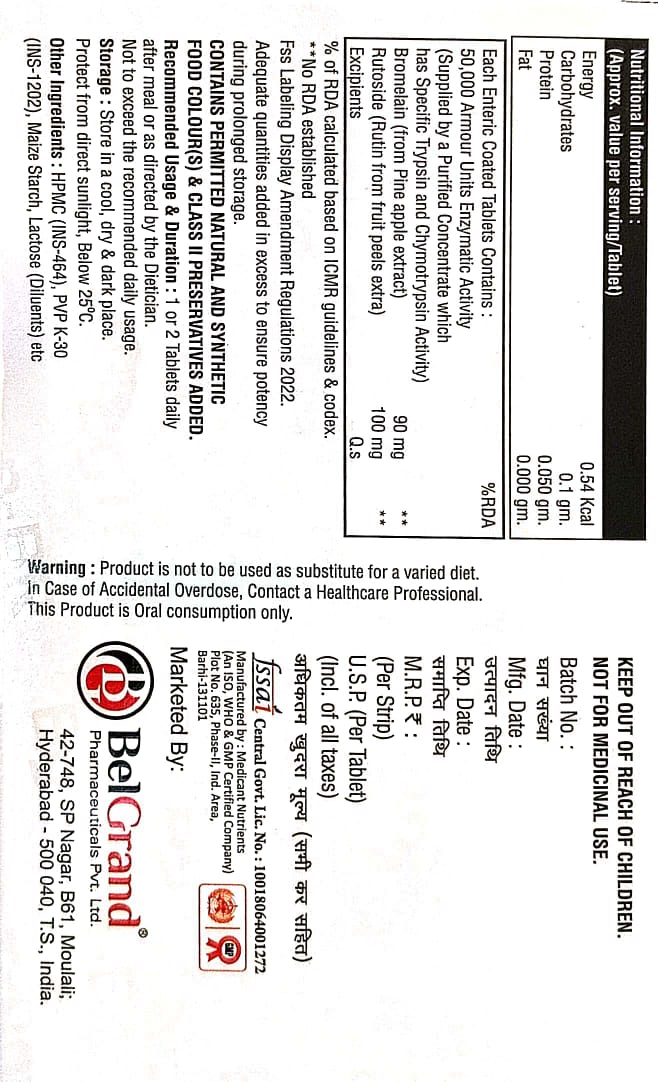 Nutritional Information :
(Approx. value per serving/Tablet)
Energy 0.54 Kcal
Carbohydrates 0.1 gm.
Protein 0.050 gm.
Fat 0.000 gm.
Each Enteric Coated Tablets Contains : %RDA
50,000 Armour Units Enzymatic Activity
(Supplied by a Purified Concentrate which
has Specific Trypsin and Chymotrypsin Activity)
Bromelain (from Pine apple extract) 90 mg **
Rutoside (Rutin from fruit peels extra) 100 mg **
Excipients Q.s
% of RDA calculated based on ICMR guidelines & codex.
**No RDA established
Fss Labeling Display Amendment Regulations 2022.
Adequate quantities added in excess to ensure potency
during prolonged storage.
CONTAINS PERMITTED NATURAL AND SYNTHETIC
FOOD COLOUR(S) & CLASS II PRESERVATIVES ADDED.
Recommended Usage & Duration : 1 or 2 Tablets daily
after meal or as directed by the Dietician.
Not to exceed the recommended daily usage.
Storage : Store in a cool, dry & dark place.
Protect from direct sunlight, Below 25⁰C.
Other Ingredients : HPMC (INS-464), PVP K-30
(INS-1202), Maize Starch, Lactose (Diluents) etc
Warning : Product is not to be used as substitute for a varied diet.
In Case of Accidental Overdose, Contact a Healthcare Professional.
This Product is Oral consumption only.
KEEP OUT OF REACH OF CHILDREN.
NOT FOR MEDICINAL USE.
Batch No. :
घान सख्ंया
Mfg. Date :
उत्पादन तिथि
Exp. Date :
समाप्ति तिथि
M.R.P. ₹ :
(Per Strip)
U.S.P. (Per Tablet)
(Incl. of all taxes)
अधिकतम खुदरा मूल्य (सभी कर सहित)
fssai Central Govt. Lic. No. : 10018064001272
Manufactured by : Medicant Nutrients
(An ISO, WHO & GMP Certified Company)
Plot No. 635, Phase-II, Ind. Area,
Barhi-131101
GMP
Marketed By:
BelGrand®
Pharmaceuticals Pvt. Ltd.
42-748, SP Nagar, B61, Moulali;
Hyderabad - 500 040, T.S., India.